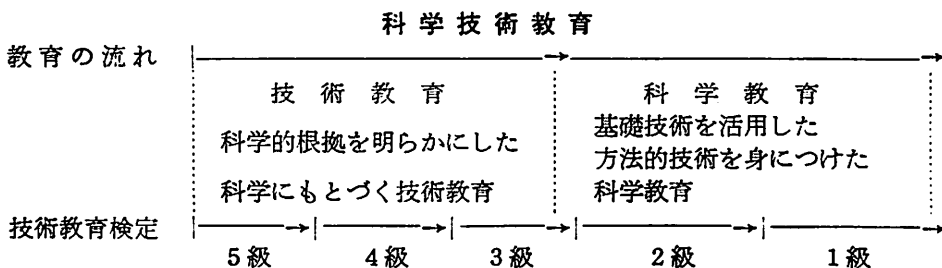 科学技術教育
教育の流れ
技術教育
科学教育
科学的根拠を明らかにした
科学にもとづく技術教育
基礎技術を活用した
方法的技術を身につけた
科学教育
技術教育検定
5級
4級
3級
2級
1級